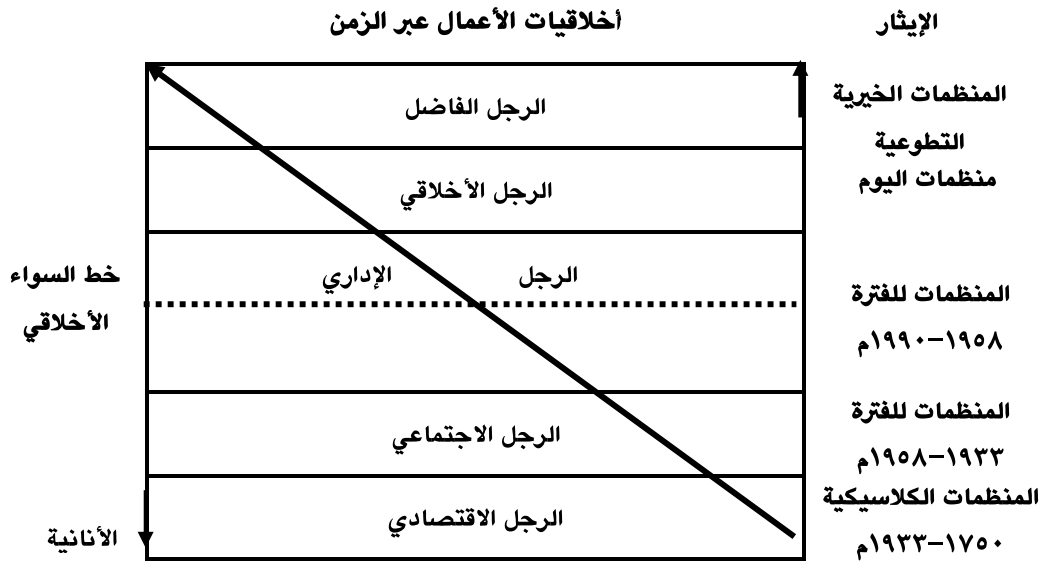 أخلاقيات الأعمال عبر الزمن
الإيثار
المنظمات الخيرية
التطوعية
منظمات اليوم
المنظمات للفترة
١٩٥٨–١٩٩٠م
المنظمات للفترة
١٩٣٣–١٩٥٨م
المنظمات الكلاسيكية
١٧٥٠–١٩٣٣م
الرجل الفاضل
الرجل الأخلاقي
الرجل الإداري
الرجل الاجتماعي
الرجل الاقتصادي
خط السواء
الأخلاقي
الأنانية